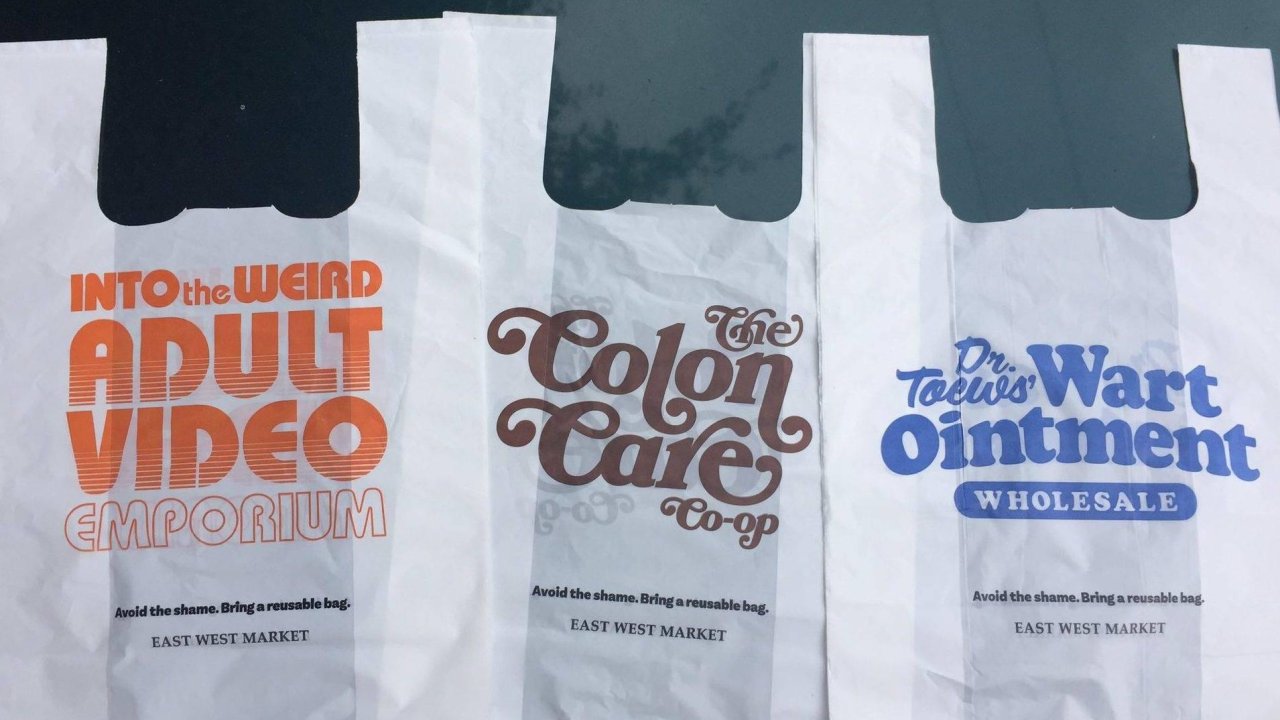 INTO the WEIRD
ADULT
VIDEO
EMPORIUM
Avoid the shame. Bring a reusable bag.
EAST WEST MARKET
The
Colon
Care
Co-op
Avoid the shame. Bring a reusable bag.
EAST WEST MARKET
Dr.
Toews' Wart
Ointment
WHOLESALE
Avoid the shame. Bring a reusable bag.
EAST WEST MARKET